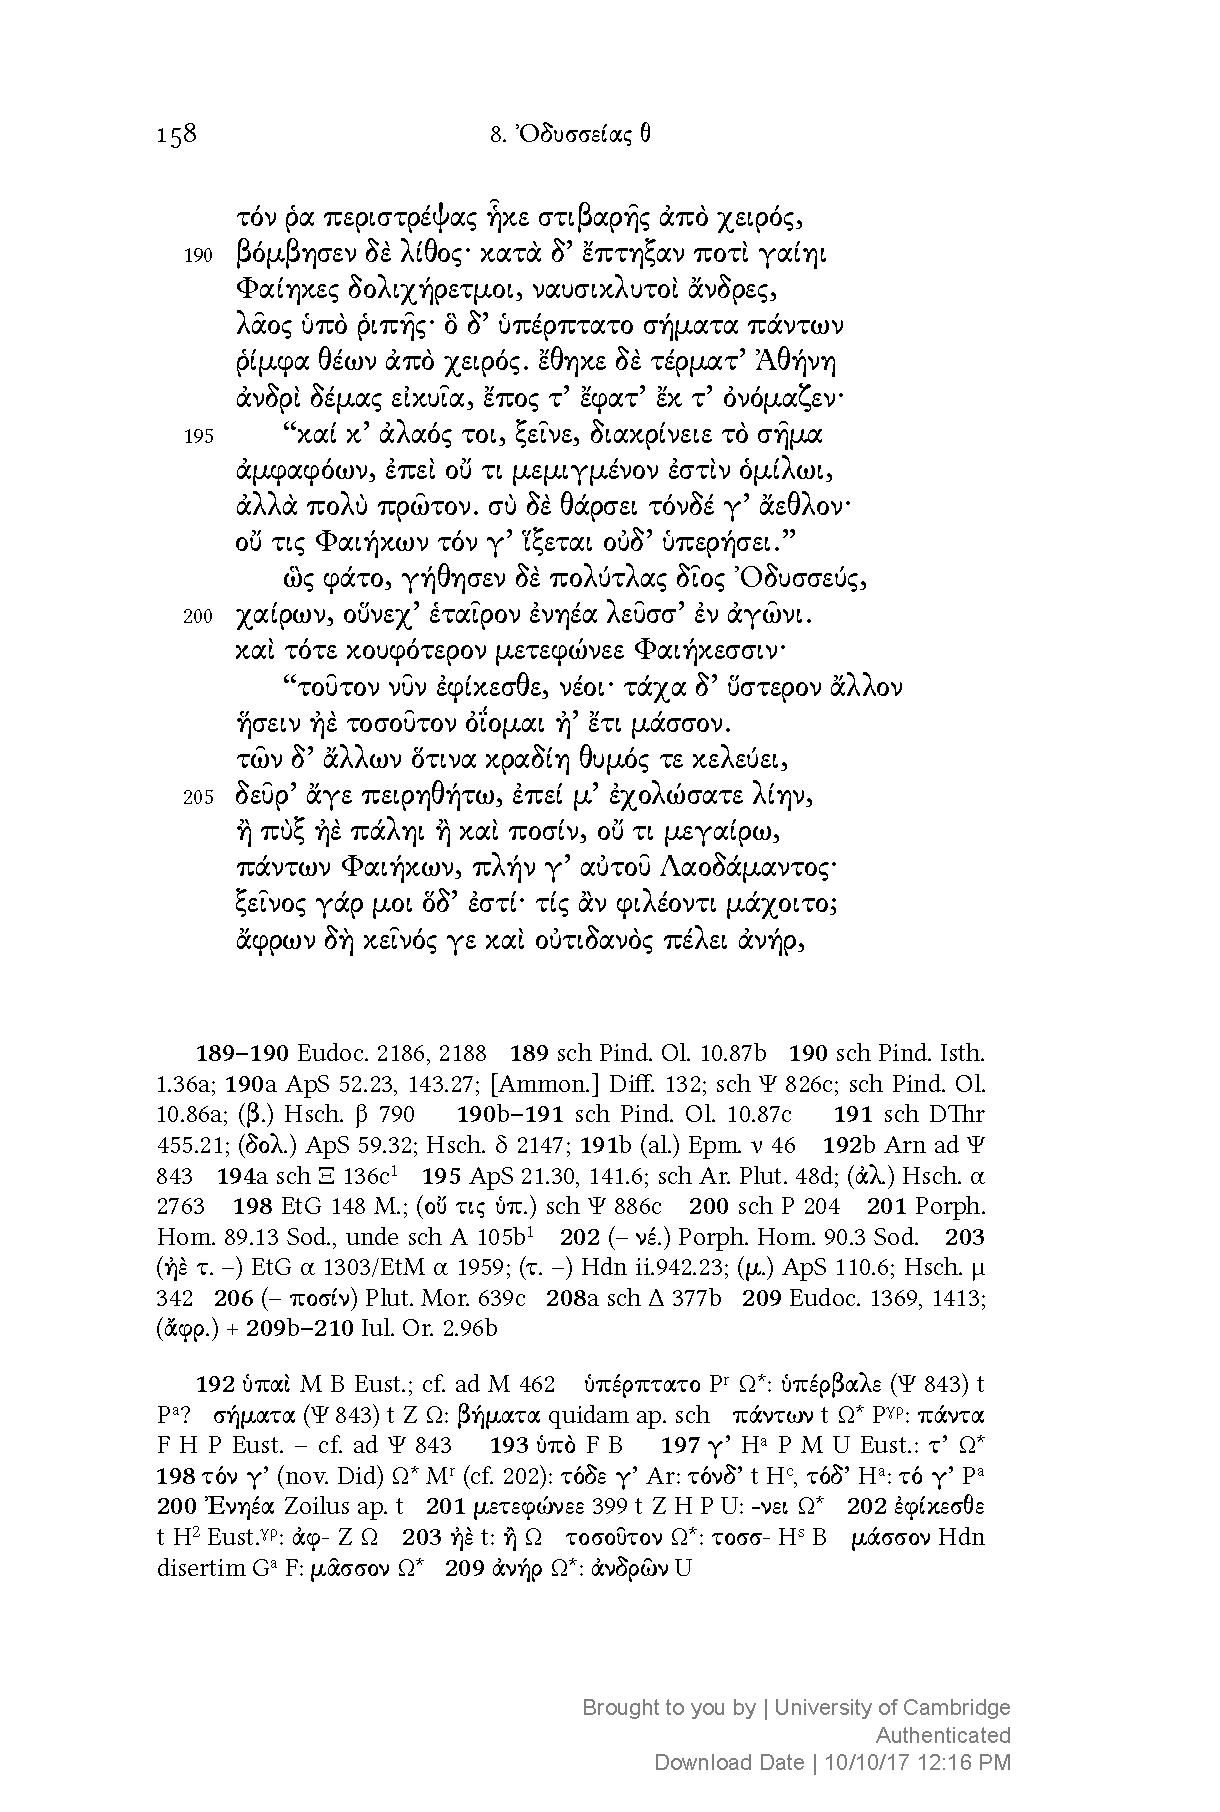 158 8. Ὀδυσσείας θ
τόν ῥα περιστρέψας ἧκε στιβαρῆς ἀπὸ χειρός,
190 βόμβησεν δὲ λίθος· κατὰ δ’ ἔπτηξαν ποτὶ γαίηι
Φαίηκες δολιχήρετμοι, ναυσικλυτοὶ ἄνδρες,
λᾶος ὑπὸ ῥιπῆς· ὃ δ’ ὑπέρπτατο σήματα πάντων
ῥίμφα θέων ἀπὸ χειρός. ἔθηκε δὲ τέρματ’ Ἀθήνη
ἀνδρὶ δέμας εἰκυῖα, ἔπος τ’ ἔφατ’ ἔκ τ’ ὀνόμαζεν·
195 “καί κ’ ἀλαός τοι, ξεῖνε, διακρίνειε τὸ σῆμα
ἀμφαφόων, ἐπεὶ οὔ τι μεμιγμένον ἐστὶν ὁμίλωι,
ἀλλὰ πολὺ πρῶτον. σὺ δὲ θάρσει τόνδέ γ’ ἄεθλον·
οὔ τις Φαιήκων τόν γ’ ἵξεται οὐδ’ ὑπερήσει.”
ὣς φάτο, γήθησεν δὲ πολύτλας δῖος Ὀδυσσεύς,
200 χαίρων, οὕνεχ’ ἑταῖρον ἐνηέα λεῦσσ’ ἐν ἀγῶνι.
καὶ τότε κουφότερον μετεφώνεε Φαιήκεσσιν·
“τοῦτον νῦν ἐφίκεσθε, νέοι· τάχα δ’ ὕστερον ἄλλον
ἥσειν ἠὲ τοσοῦτον ὀΐομαι ἠ’ ἔτι μάσσον.
τῶν δ’ ἄλλων ὅτινα κραδίη θυμός τε κελεύει,
205 δεῦρ’ ἄγε πειρηθήτω, ἐπεί μ’ ἐχολώσατε λίην,
ἢ πὺξ ἠὲ πάληι ἢ καὶ ποσίν, οὔ τι μεγαίρω,
πάντων Φαιήκων, πλήν γ’ αὐτοῦ Λαοδάμαντος·
ξεῖνος γάρ μοι ὅδ’ ἐστί· τίς ἂν φιλέοντι μάχοιτο;
ἄφρων δὴ κεῖνός γε καὶ οὐτιδανὸς πέλει ἀνήρ,
189–190 Eudoc. 2186, 2188 189 sch Pind. Ol. 10.87b 190 sch Pind. Isth.
1.36a; 190a ApS 52.23, 143.27; [Ammon.] Diff. 132; sch Ψ 826c; sch Pind. Ol.
10.86a; (β.) Hsch. β 790 190b–191 sch Pind. Ol. 10.87c 191 sch DThr
455.21; (δολ.) ApS 59.32; Hsch. δ 2147; 191b (al.) Epm. ν 46 192b Arn ad Ψ
843 194a sch Ξ 136c¹ 195 ApS 21.30, 141.6; sch Ar. Plut. 48d; (ἀλ.) Hsch. α
2763 198 EtG 148 M.; (οὔ τις ὑπ.) sch Ψ 886c 200 sch Ρ 204 201 Porph.
Hom. 89.13 Sod., unde sch Α 105b¹ 202 (– νέ.) Porph. Hom. 90.3 Sod. 203
(ἠὲ τ. –) EtG α 1303/EtM α 1959; (τ. –) Hdn ii.942.23; (μ.) ApS 110.6; Hsch. μ
342 206 (– ποσίν) Plut. Mor. 639c 208a sch Δ 377b 209 Eudoc. 1369, 1413;
(ἄφρ.) + 209b–210 Iul. Or. 2.96b
192 ὑπαὶ M B Eust.; cf. ad Μ 462 ὑπέρπτατο Pʳ Ω*: ὑπέρβαλε (Ψ 843) t
Pᵃ? σήματα (Ψ 843) t Z Ω: βήματα quidam ap. sch πάντων t Ω* Pᵞᵖ: πάντα
F H P Eust. – cf. ad Ψ 843 193 ὑπὸ F B 197 γ’ Hᵃ P M U Eust.: τ’ Ω*
198 τόν γ’ (nov. Did) Ω* Mʳ (cf. 202): τόδε γ’ Ar: τόνδ’ t Hᶜ, τόδ’ Hᵃ: τό γ’ Pᵃ
200 Ἐνηέα Zoilus ap. t 201 μετεφώνεε 399 t Z H P U: -νει Ω* 202 ἐφίκεσθε
t H² Eust.ᵞᵖ: ἀφ- Z Ω 203 ἠὲ t: ἢ Ω τοσοῦτον Ω*: τοσσ- Hˢ B μάσσον Hdn
disertim Gᵃ F: μᾶσσον Ω* 209 ἀνήρ Ω*: ἀνδρῶν U
Brought to you by | University of Cambridge
Authenticated
Download Date | 10/10/17 12:16 PM